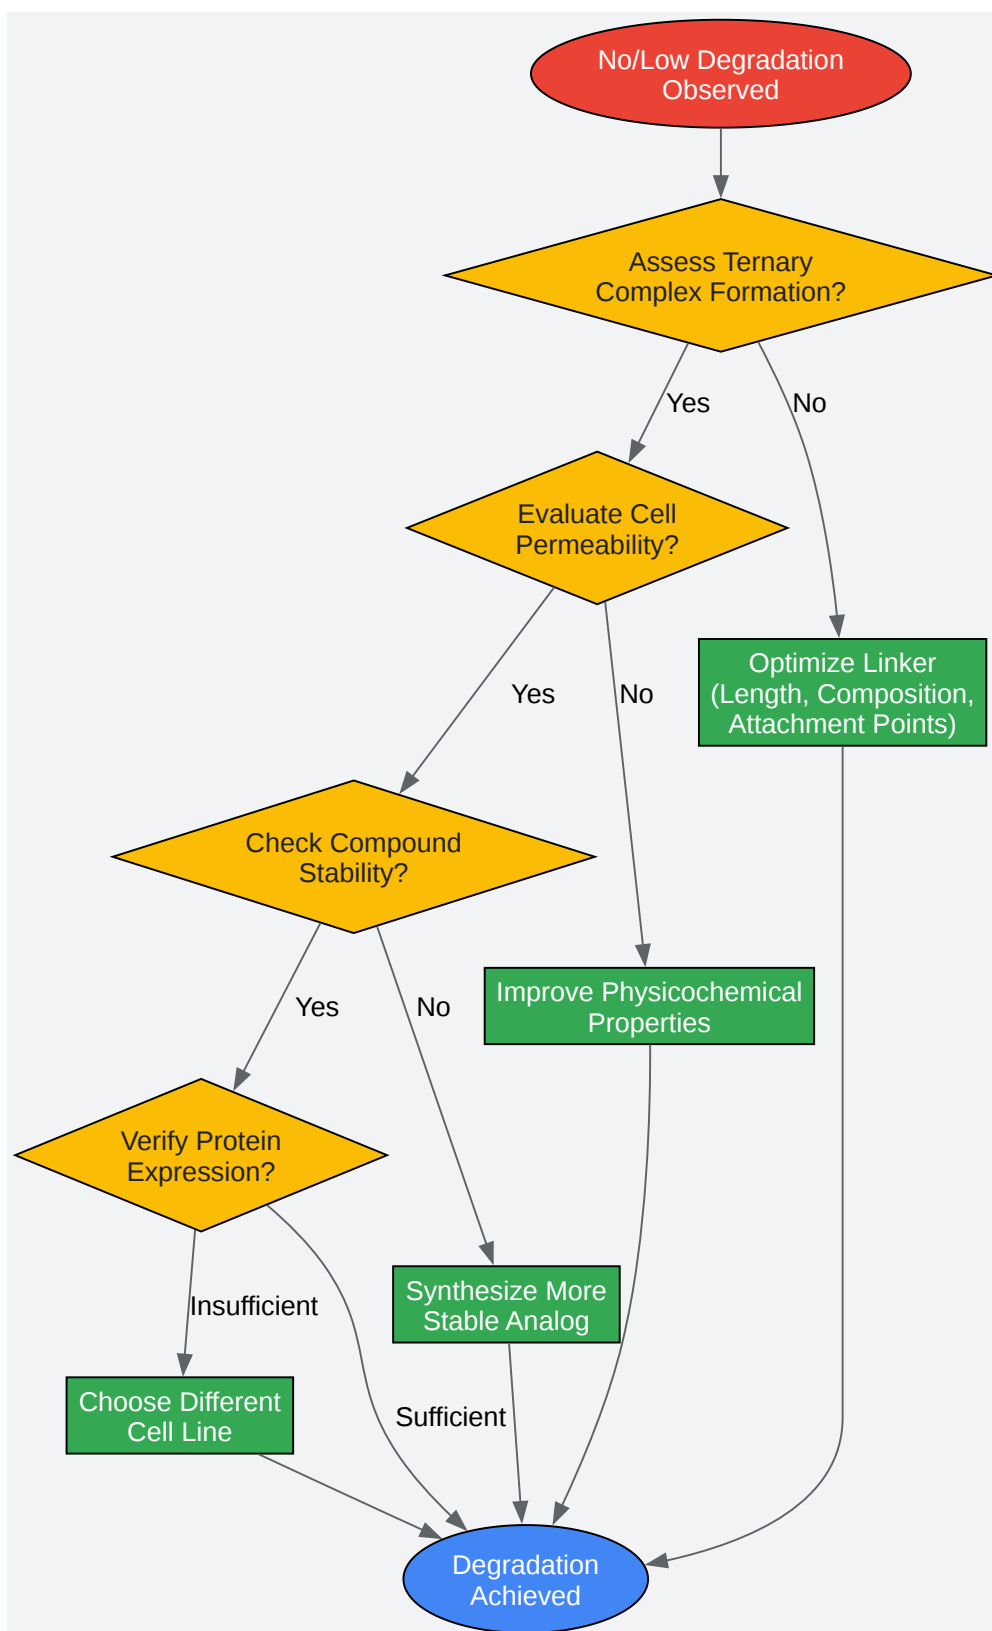 No/Low Degradation
Observed
Assess Ternary
Complex Formation?
Yes
No
Evaluate Cell
Permeability?
Optimize Linker
(Length, Composition,
Attachment Points)
Yes
No
Check Compound
Stability?
Improve Physicochemical
Properties
Yes
No
Verify Protein
Expression?
Synthesize More
Stable Analog
Insufficient
Choose Different
Cell Line
Sufficient
Degradation
Achieved